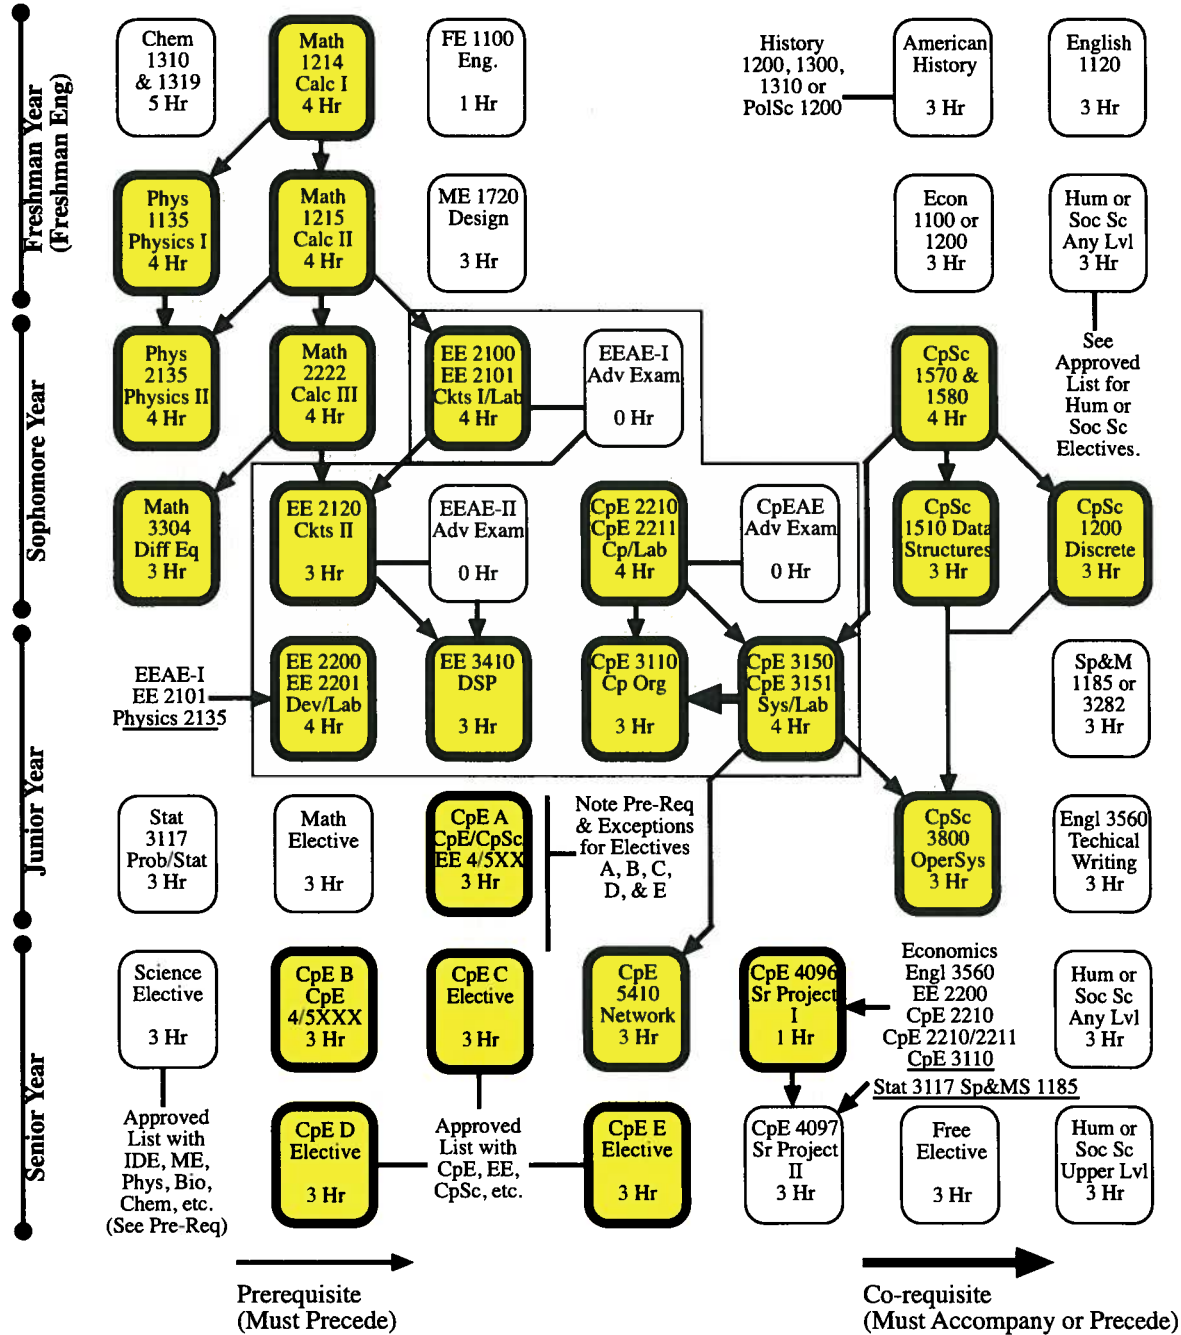 Freshman Year
(Freshman Eng)
Chem
1310
& 1319
5 Hr
Math
1214
Calc I
4 Hr
FE 1100
Eng.
1 Hr
History
1200, 1300,
1310 or
PolSc 1200
American
History
3 Hr
English
1120
3 Hr
Phys
1135
Physics I
4 Hr
Math
1215
Calc II
4 Hr
ME 1720
Design
3 Hr
Econ
1100 or
1200
3 Hr
Hum or
Soc Sc
Any Lvl
3 Hr
Sophomore Year
Phys
2135
Physics II
4 Hr
Math
2222
Calc III
4 Hr
EE 2100
EE 2101
Ckts I/Lab
4 Hr
EEAE-I
Adv Exam
0 Hr
CpSc
1570 &
1580
4 Hr
See
Approved
List for
Hum or
Soc Sc
Electives.
Math
3304
Diff Eq
3 Hr
EE 2120
Ckts II
3 Hr
EEAE-II
Adv Exam
0 Hr
CpE 2210
CpE 2211
Cp/Lab
4 Hr
CpEAE
Adv Exam
0 Hr
CpSc
1510 Data
Structures
3 Hr
CpSc
1200
Discrete
3 Hr
Junior Year
EEAE-I
EE 2101
Physics 2135
EE 2200
EE 2201
Dev/Lab
4 Hr
EE 3410
DSP
3 Hr
CpE 3110
Cp Org
3 Hr
CpE 3150
CpE 3151
Sys/Lab
4 Hr
Sp&M
1185 or
3282
3 Hr
Stat
3117
Prob/Stat
3 Hr
Math
Elective
3 Hr
CpE A
CpE/CpSc
EE 4/5XX
3 Hr
Note Pre-Req
& Exceptions
for Electives
A, B, C,
D, & E
CpSc
3800
OperSys
3 Hr
Engl 3560
Techical
Writing
3 Hr
Senior Year
Science
Elective
3 Hr
CpE B
CpE
4/5XXX
3 Hr
CpE C
Elective
3 Hr
CpE
5410
Network
3 Hr
CpE 4096
Sr Project
I
1 Hr
Economics
Engl 3560
EE 2200
CpE 2210
CpE 2210/2211
CpE 3110
Hum or
Soc Sc
Any Lvl
3 Hr
Stat 3117 Sp&MS 1185
Approved
List with
IDE, ME,
Phys, Bio,
Chem, etc.
(See Pre-Req)
CpE D
Elective
3 Hr
Approved
List with
CpE, EE,
CpSc, etc.
CpE E
Elective
3 Hr
CpE 4097
Sr Project
II
3 Hr
Free
Elective
3 Hr
Hum or
Soc Sc
Upper Lvl
3 Hr
Prerequisite
(Must Precede)
Co-requisite
(Must Accompany or Precede)